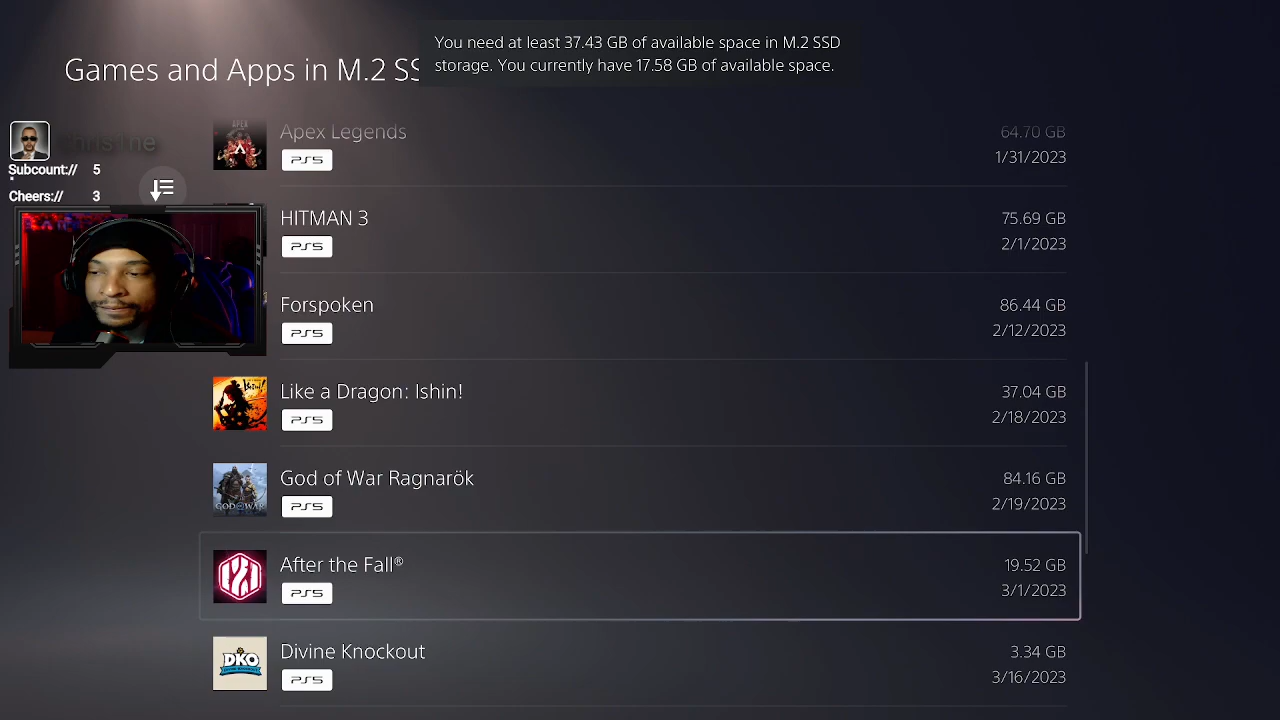 You need at least 37.43 GB of available space in M.2 SSD
storage. You currently have 17.58 GB of available space.
Games and Apps in M.2 SS
Apex Legends
64.70 GB
PS5
1/31/2023
Subcount:// 5
Cheers:// 3
HITMAN 3
75.69 GB
PS5
2/1/2023
Forspoken
86.44 GB
PS5
2/12/2023
Like a Dragon: Ishin!
37.04 GB
PS5
2/18/2023
God of War Ragnarök
84.16 GB
GOD OF WAR
PS5
2/19/2023
After the Fall®
19.52 GB
PS5
3/1/2023
Divine Knockout
3.34 GB
DKO
PS5
3/16/2023